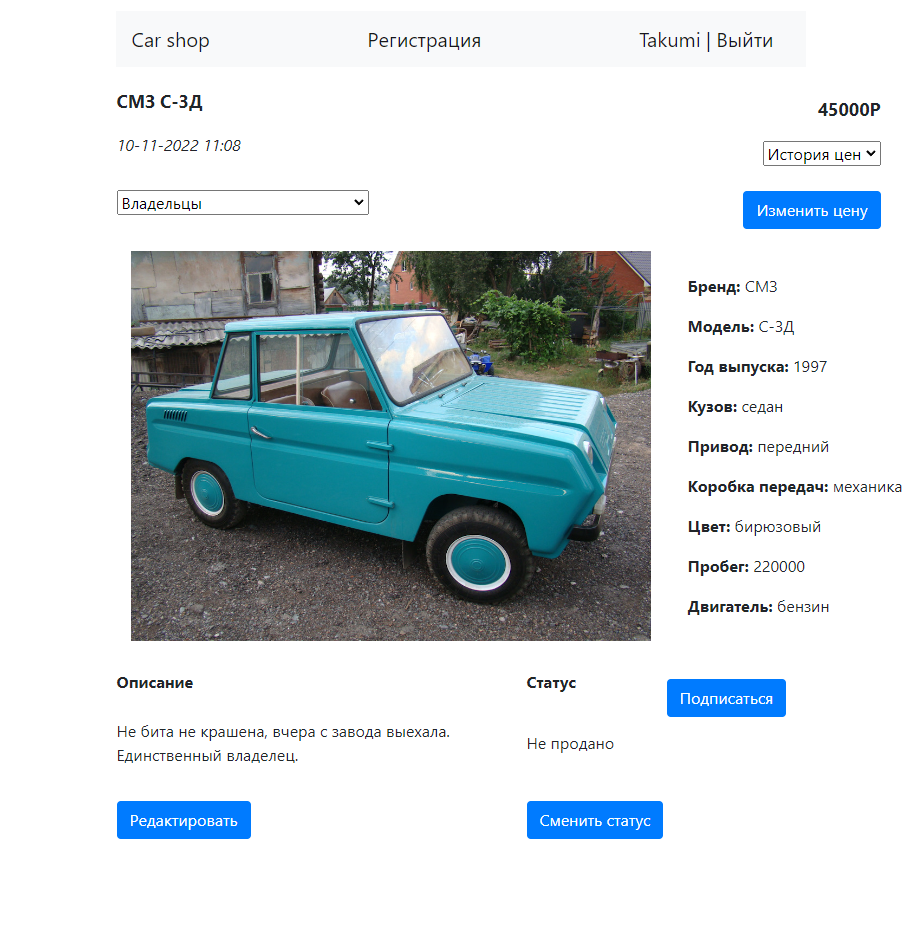 Car shop
Регистрация
Takumi | Выйти
СМЗ С-3Д
45000Р
10-11-2022 11:08
История цен
Владельцы
Изменить цену
Бренд: СМЗ
Модель: С-3Д
Год выпуска: 1997
Кузов: седан
Привод: передний
Коробка передач: механика
Цвет: бирюзовый
Пробег: 220000
Двигатель: бензин
Описание
Статус
Подписаться
Не бита не крашена, вчера с завода выехала.
Единственный владелец.
Не продано
Редактировать
Сменить статус